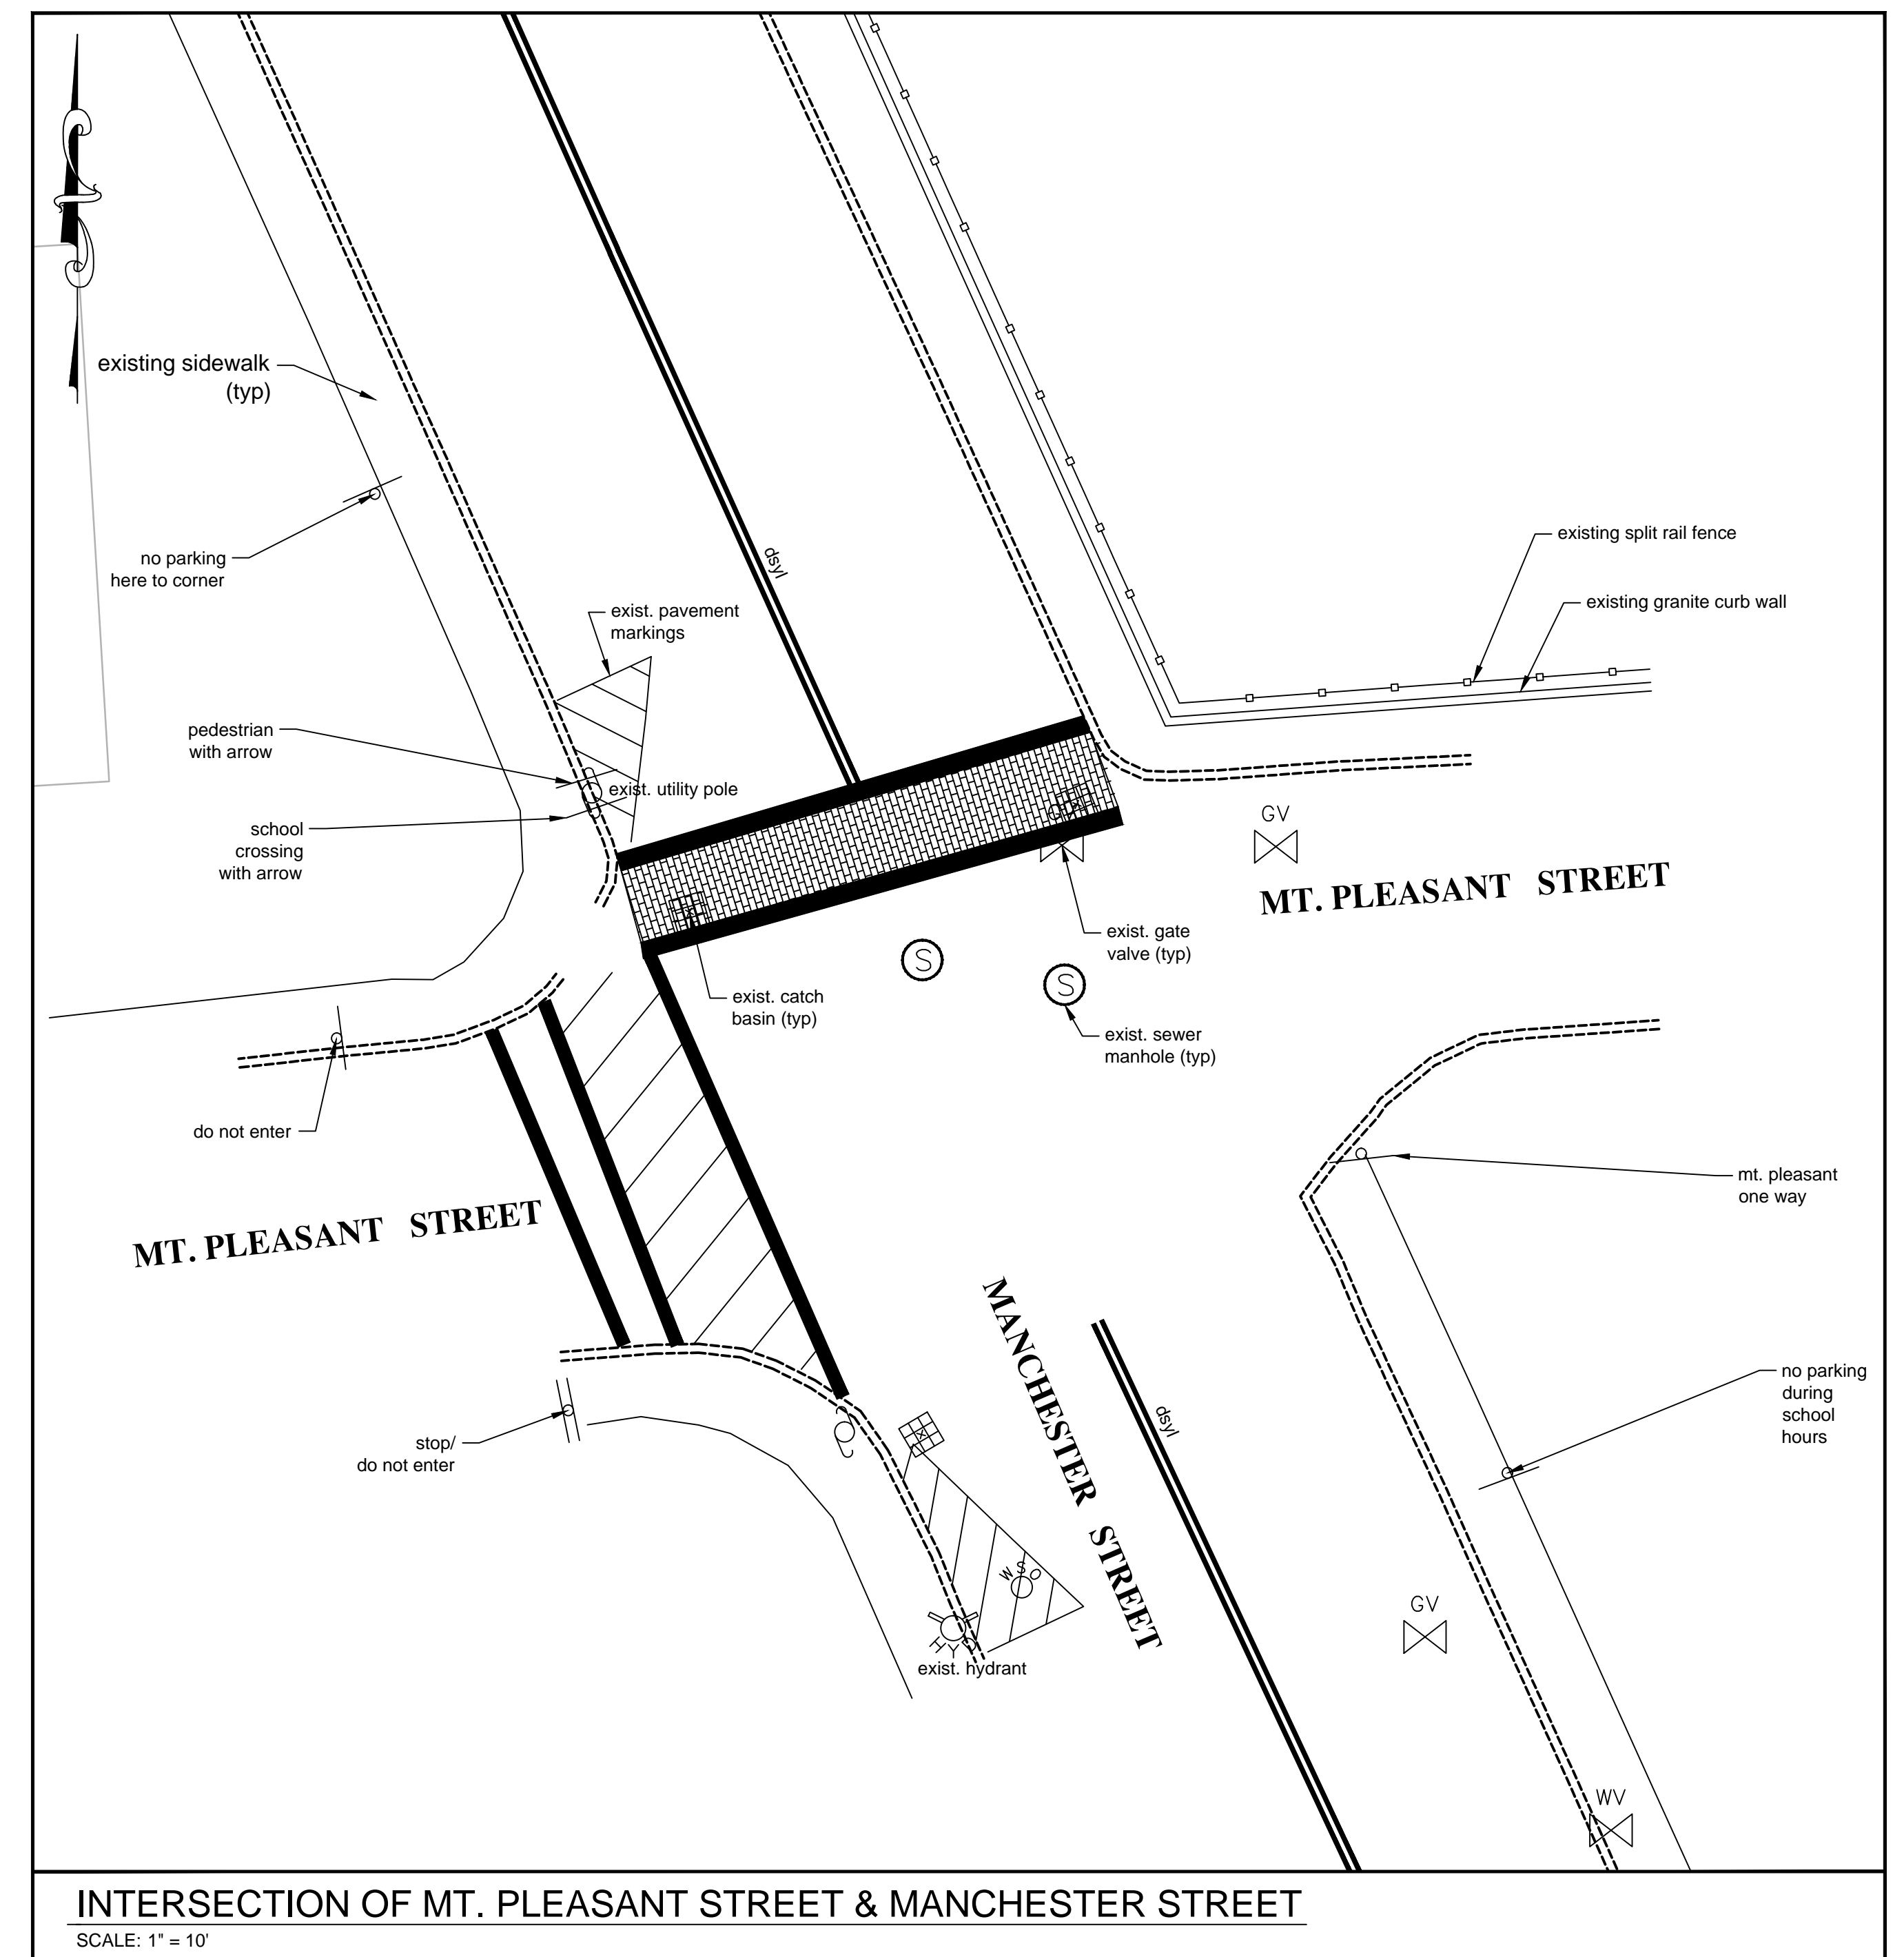 existing sidewalk
(typ)
no parking
here to corner
dsyl
exist. pavement
markings
existing split rail fence
existing granite curb wall
pedestrian
with arrow
exist. utility pole
school
crossing
with arrow
GV
GV
MT. PLEASANT STREET
exist. gate
valve (typ)
S
S
exist. catch
basin (typ)
exist. sewer
manhole (typ)
do not enter
mt. pleasant
one way
MT. PLEASANT STREET
MANCHESTER STREET
dsyl
no parking
during
school
hours
stop/
do not enter
WSO
HYD
exist. hydrant
GV
WV
INTERSECTION OF MT. PLEASANT STREET & MANCHESTER STREET
SCALE: 1" = 10'